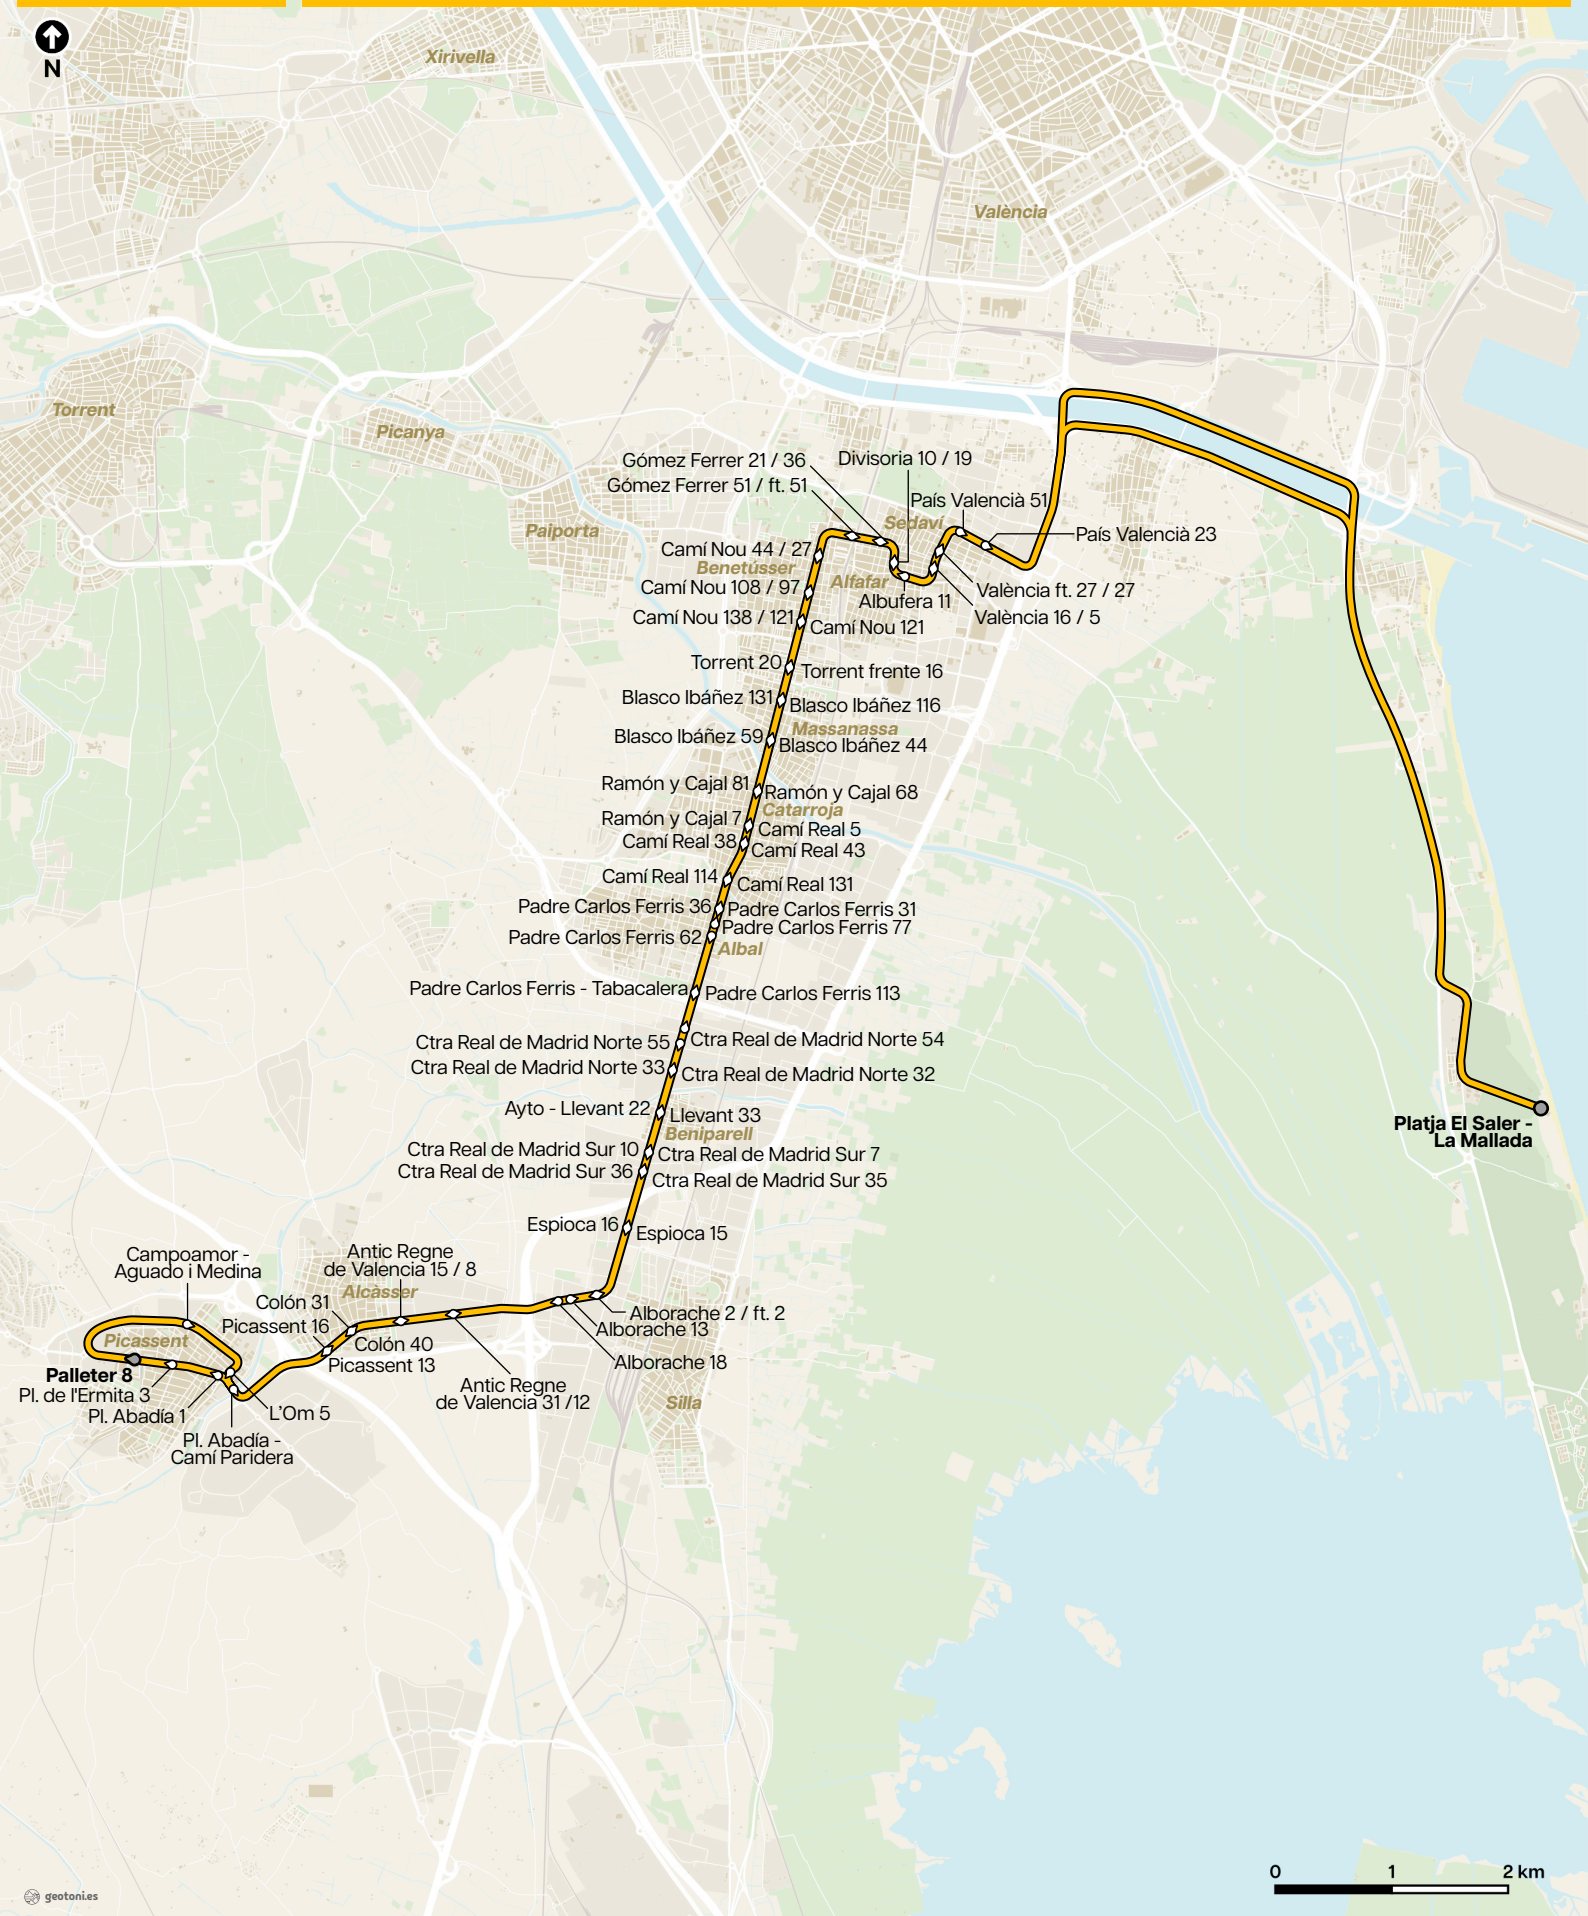 N
Xirivella
València
Torrent
Picanya
Paiporta
Gómez Ferrer 21 / 36
Divisoria 10 / 19
Gómez Ferrer 51 / ft. 51
País Valencià 51
Sedaví
País Valencià 23
Camí Nou 44 / 27
Benetússer
Alfafar
Camí Nou 108 / 97
València ft. 27 / 27
Albufera 11
Camí Nou 138 / 121
València 16 / 5
Camí Nou 121
Torrent 20
Torrent frente 16
Blasco Ibáñez 131
Blasco Ibáñez 116
Massanassa
Blasco Ibáñez 59
Blasco Ibáñez 44
Ramón y Cajal 81
Ramón y Cajal 68
Catarroja
Ramón y Cajal 7
Camí Real 5
Camí Real 38
Camí Real 43
Camí Real 114
Camí Real 131
Padre Carlos Ferris 36
Padre Carlos Ferris 31
Padre Carlos Ferris 77
Padre Carlos Ferris 62
Albal
Padre Carlos Ferris - Tabacalera
Padre Carlos Ferris 113
Ctra Real de Madrid Norte 55
Ctra Real de Madrid Norte 54
Ctra Real de Madrid Norte 33
Ctra Real de Madrid Norte 32
Ayto - Llevant 22
Llevant 33
Beniparell
Platja El Saler -
La Mallada
Ctra Real de Madrid Sur 10
Ctra Real de Madrid Sur 7
Ctra Real de Madrid Sur 36
Ctra Real de Madrid Sur 35
Espioca 16
Espioca 15
Campoamor -
Aguado i Medina
Antic Regne
de Valencia 15 / 8
Alcàsser
Colón 31
Picassent 16
Alborache 2 / ft. 2
Alborache 13
Picassent
Colón 40
Picassent 13
Alborache 18
Palleter 8
Pl. de l'Ermita 3
Pl. Abadía 1
L'Om 5
Antic Regne
de Valencia 31 /12
Silla
Pl. Abadía -
Camí Paridera
0 1 2 km
geotoni.es